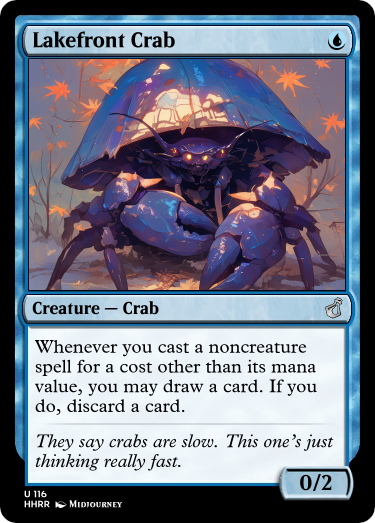 Lakefront Crab
Creature — Crab
Whenever you cast a noncreature
spell for a cost other than its mana
value, you may draw a card. If you
do, discard a card.
They say crabs are slow. This one's just
thinking really fast.
0/2
U 116
HHRR Midjourney